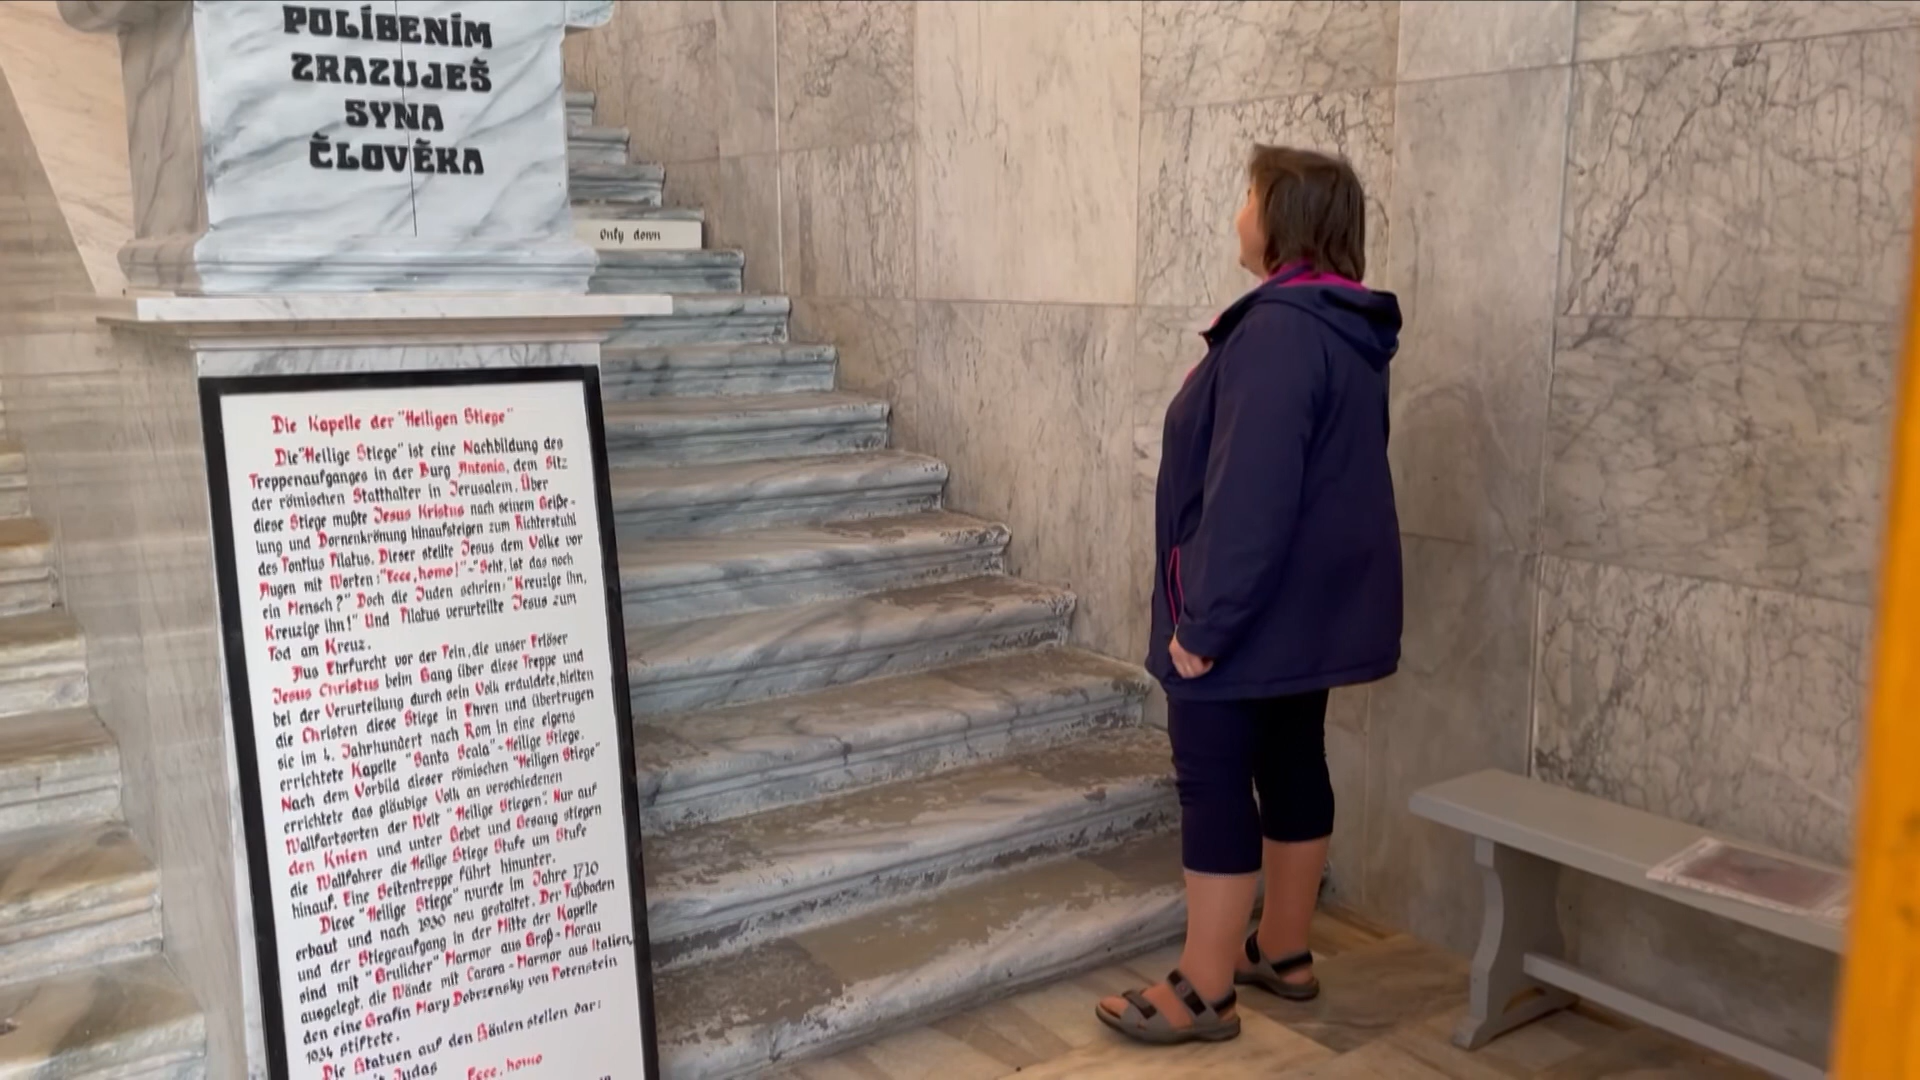 POLÍBENÍM
ZRAZUJEŠ
SYNA
ČLOVĚKA
Only down
Die Kapelle der "Heiligen Stiege"
Die "Heilige Stiege" ist eine Nachbildung des
Treppenaufganges in der Burg Antonia, dem Sitz
der römischen Statthalter in Jerusalem. Über
diese Stiege mußte Jesus Kristus nach seinem Geiße-
lung und Dornenkrönung hinaufsteigen zum Richterstuhl
des Pontius Pilatus. Dieser stellte Jesus dem Volke vor
Augen mit Worten: "Ecce, homo!" - "Seht, ist das noch
ein Mensch?" Doch die Juden schrien: "Kreuzige ihn,
Kreuzige ihn!" Und Pilatus verurteilte Jesus zum
Tod am Kreuz.
Aus Ehrfurcht vor der Pein, die unser Erlöser
Jesus Christus beim Gang über diese Treppe und
bei der Verurteilung durch sein Volk erduldete, hielten
die Christen diese Stiege in Ehren und übertrugen
sie im 4. Jahrhundert nach Rom in eine eigens
errichtete Kapelle "Santa Scala" - Heilige Stiege.
Nach dem Vorbild dieser römischen "Heiligen Stiege"
errichtete das gläubige Volk an verschiedenen
Wallfartsorten der Welt "Heilige Stiegen". Nur auf
den Knien und unter Gebet und Gesang stiegen
die Wallfahrer die Heilige Stiege Stufe um Stufe
hinauf. Eine Seitentreppe führt hinunter.
Diese "Heilige Stiege" wurde im Jahre 1710
erbaut und nach 1930 neu gestaltet. Der Fußboden
und der Stiegeaufgang in der Mitte der Kapelle
sind mit "Grulicher" Marmor aus Groß-Morau
ausgelegt, die Wände mit Carara-Marmor aus Italien,
den eine Grafin Mary Dobrzensky von Potenstein
1934 stiftete.
Die Statuen auf den Säulen stellen dar:
Judas Ecce, homo